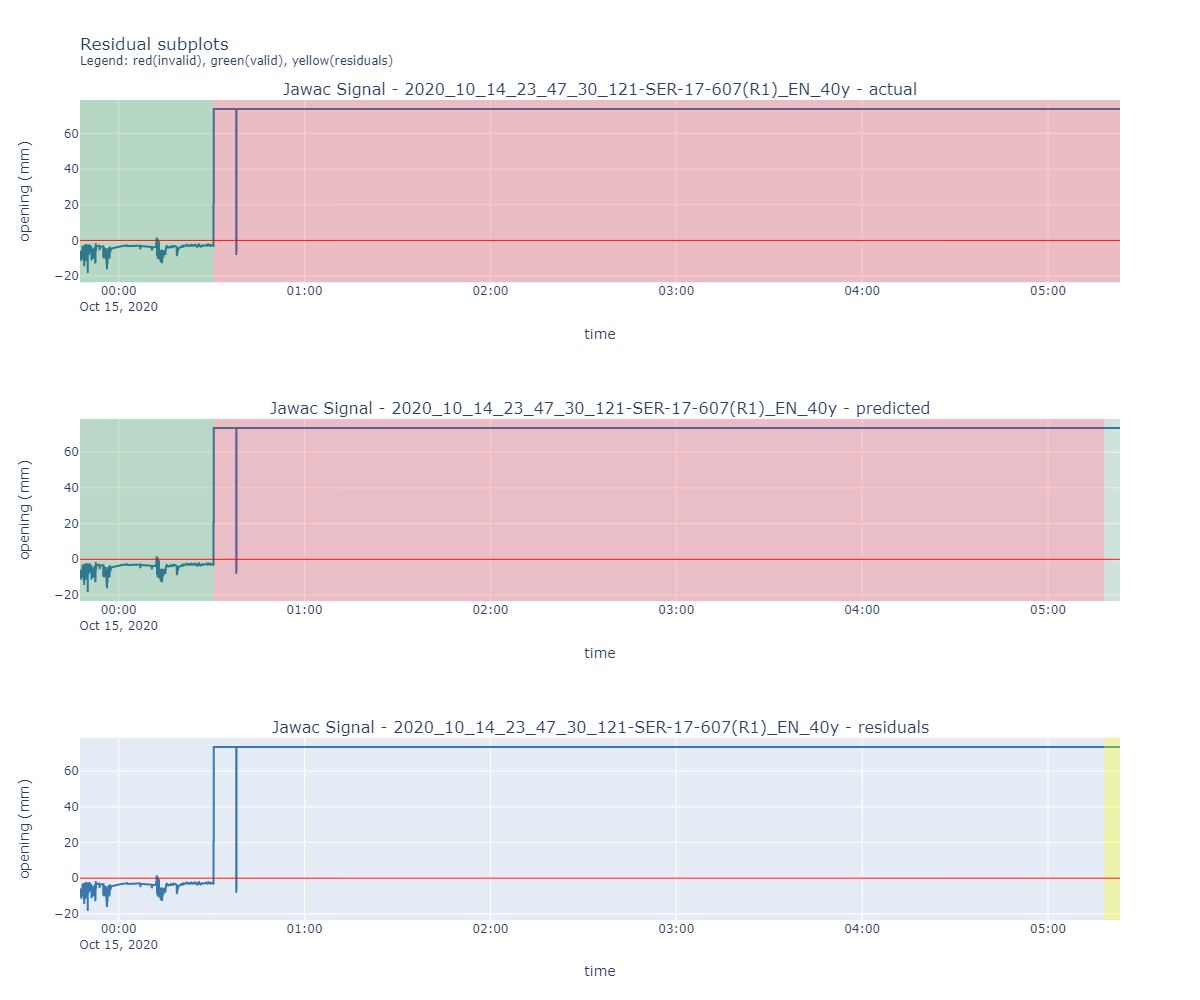 Residual subplots
Legend: red(invalid), green(valid), yellow(residuals)
Jawac Signal - 2020_10_14_23_47_30_121-SER-17-607(R1)_EN_40y - actual
opening (mm)
60
40
20
0
−20
00:00 01:00 02:00 03:00 04:00 05:00
Oct 15, 2020
time
Jawac Signal - 2020_10_14_23_47_30_121-SER-17-607(R1)_EN_40y - predicted
opening (mm)
60
40
20
0
−20
00:00 01:00 02:00 03:00 04:00 05:00
Oct 15, 2020
time
Jawac Signal - 2020_10_14_23_47_30_121-SER-17-607(R1)_EN_40y - residuals
opening (mm)
60
40
20
0
−20
00:00 01:00 02:00 03:00 04:00 05:00
Oct 15, 2020
time